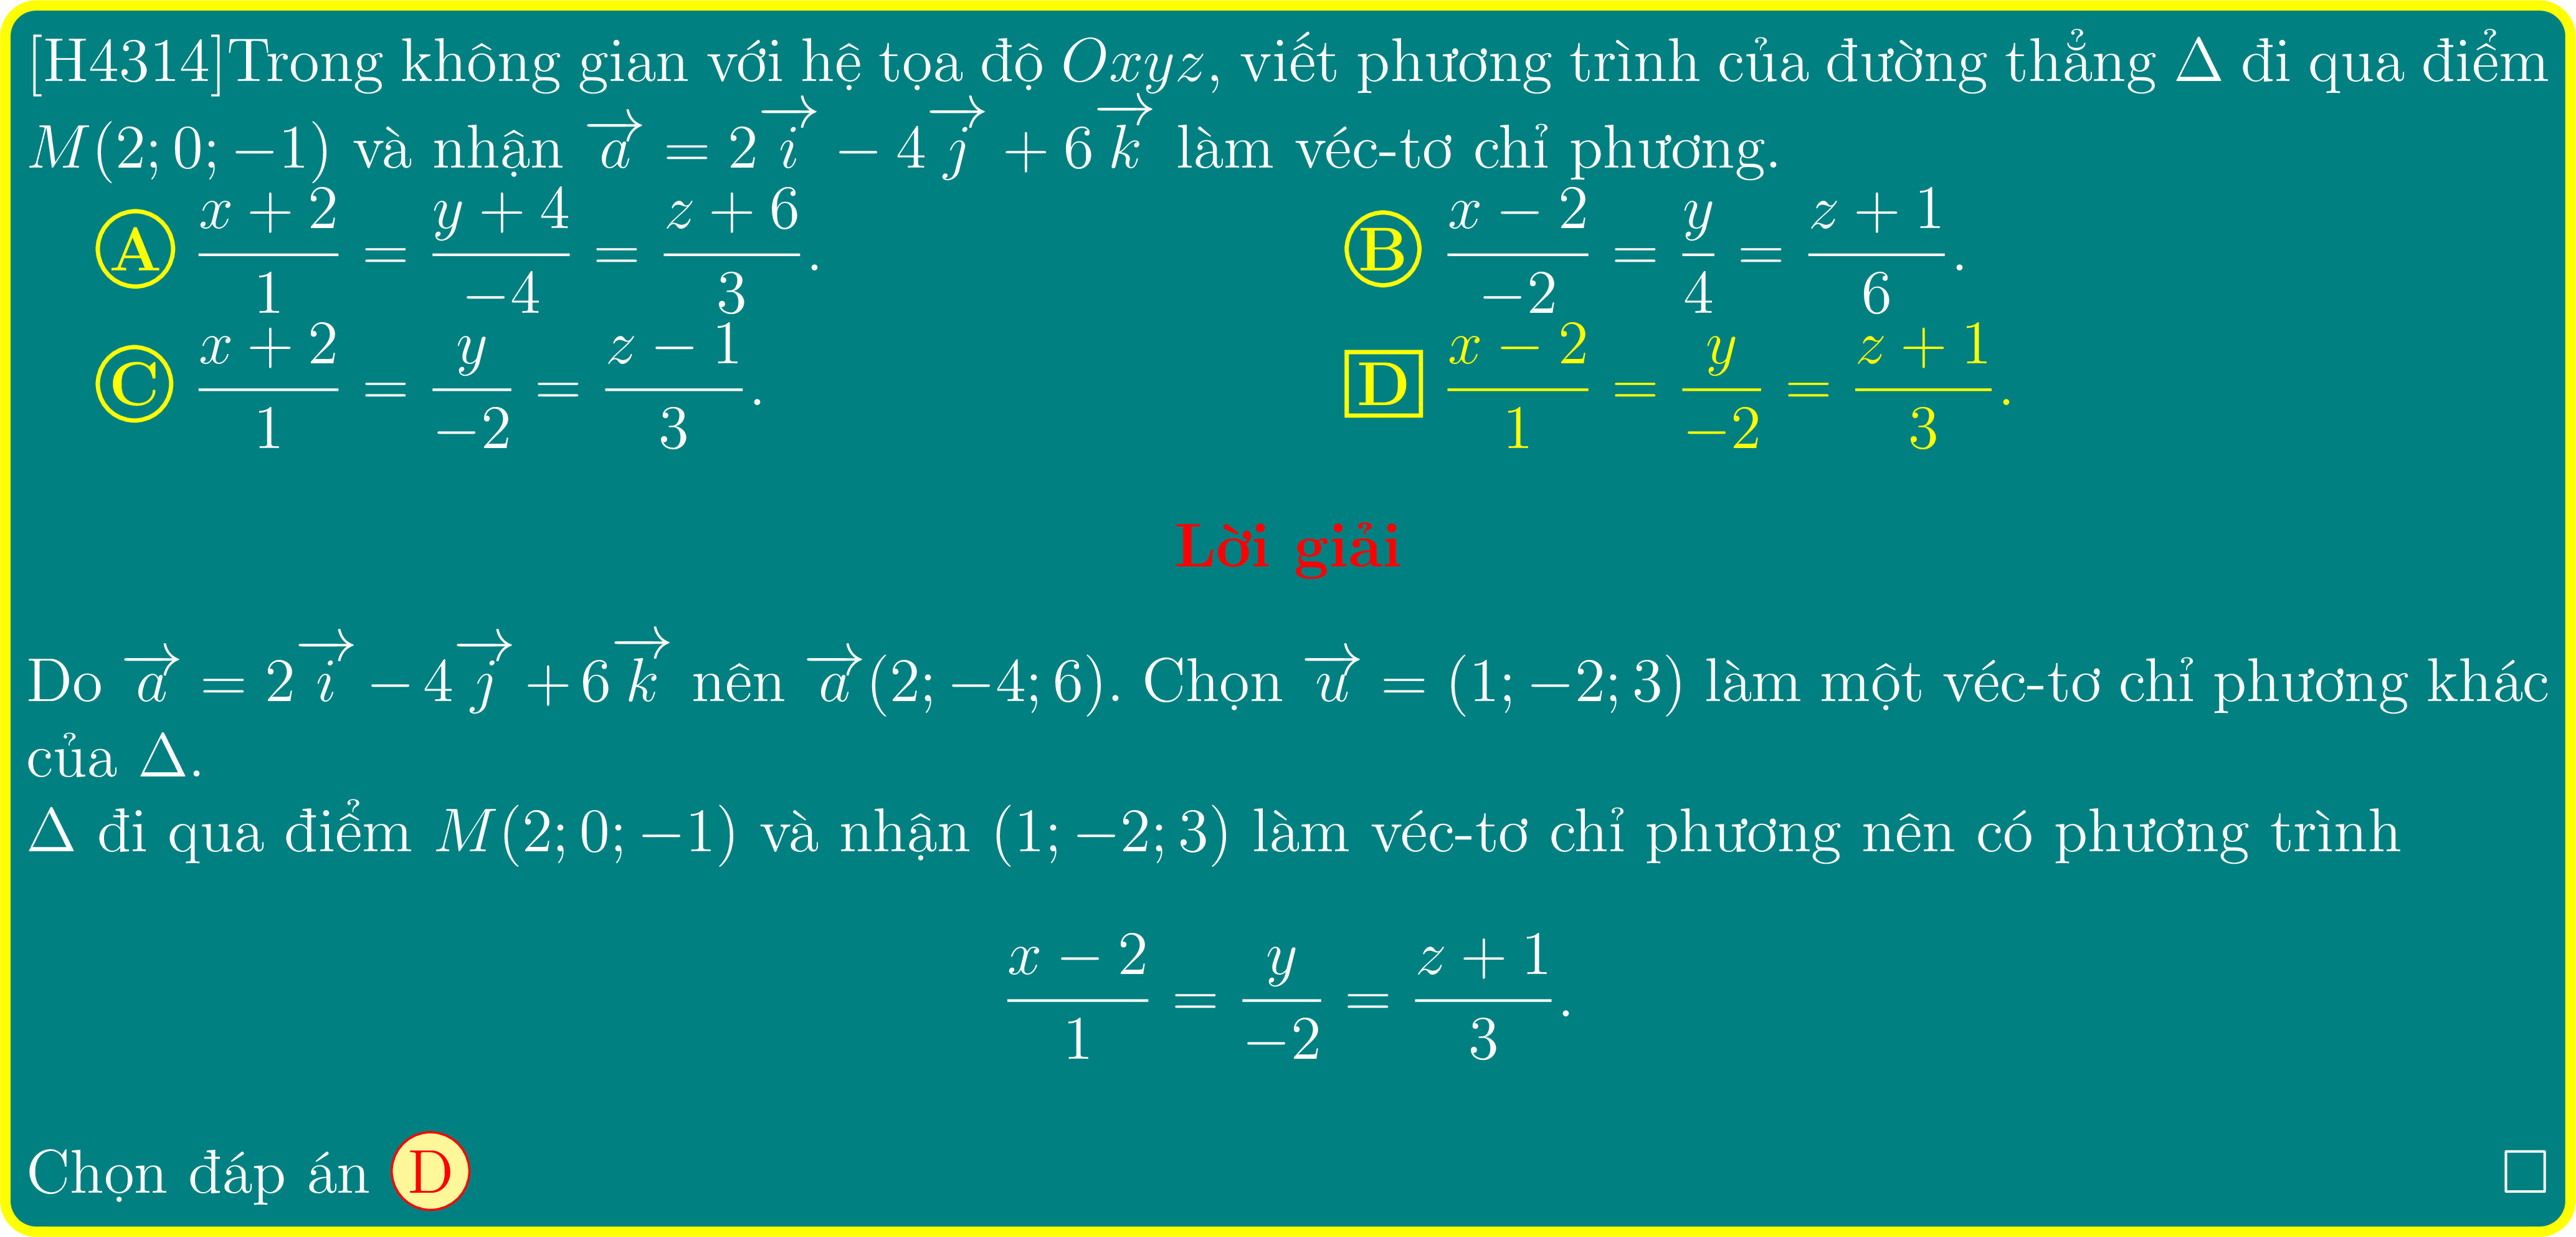 [H4314]Trong không gian với hệ tọa độ Oxyz, viết phương trình của đường thẳng Δ đi qua điểm
M(2; 0; −1) và nhận $\overrightarrow{a} = 2\overrightarrow{i} - 4\overrightarrow{j} + 6\overrightarrow{k}$ làm véc-tơ chỉ phương.
A $\frac{x+2}{1} = \frac{y+4}{-4} = \frac{z+6}{3}$. B $\frac{x-2}{-2} = \frac{y}{4} = \frac{z+1}{6}$.
C $\frac{x+2}{1} = \frac{y}{-2} = \frac{z-1}{3}$. D $\frac{x-2}{1} = \frac{y}{-2} = \frac{z+1}{3}$.
Lời giải
Do $\overrightarrow{a} = 2\overrightarrow{i} - 4\overrightarrow{j} + 6\overrightarrow{k}$ nên $\overrightarrow{a}(2; -4; 6)$. Chọn $\overrightarrow{u} = (1; -2; 3)$ làm một véc-tơ chỉ phương khác
của Δ.
Δ đi qua điểm M(2; 0; −1) và nhận (1; −2; 3) làm véc-tơ chỉ phương nên có phương trình
$\frac{x-2}{1} = \frac{y}{-2} = \frac{z+1}{3}$.
Chọn đáp án D □